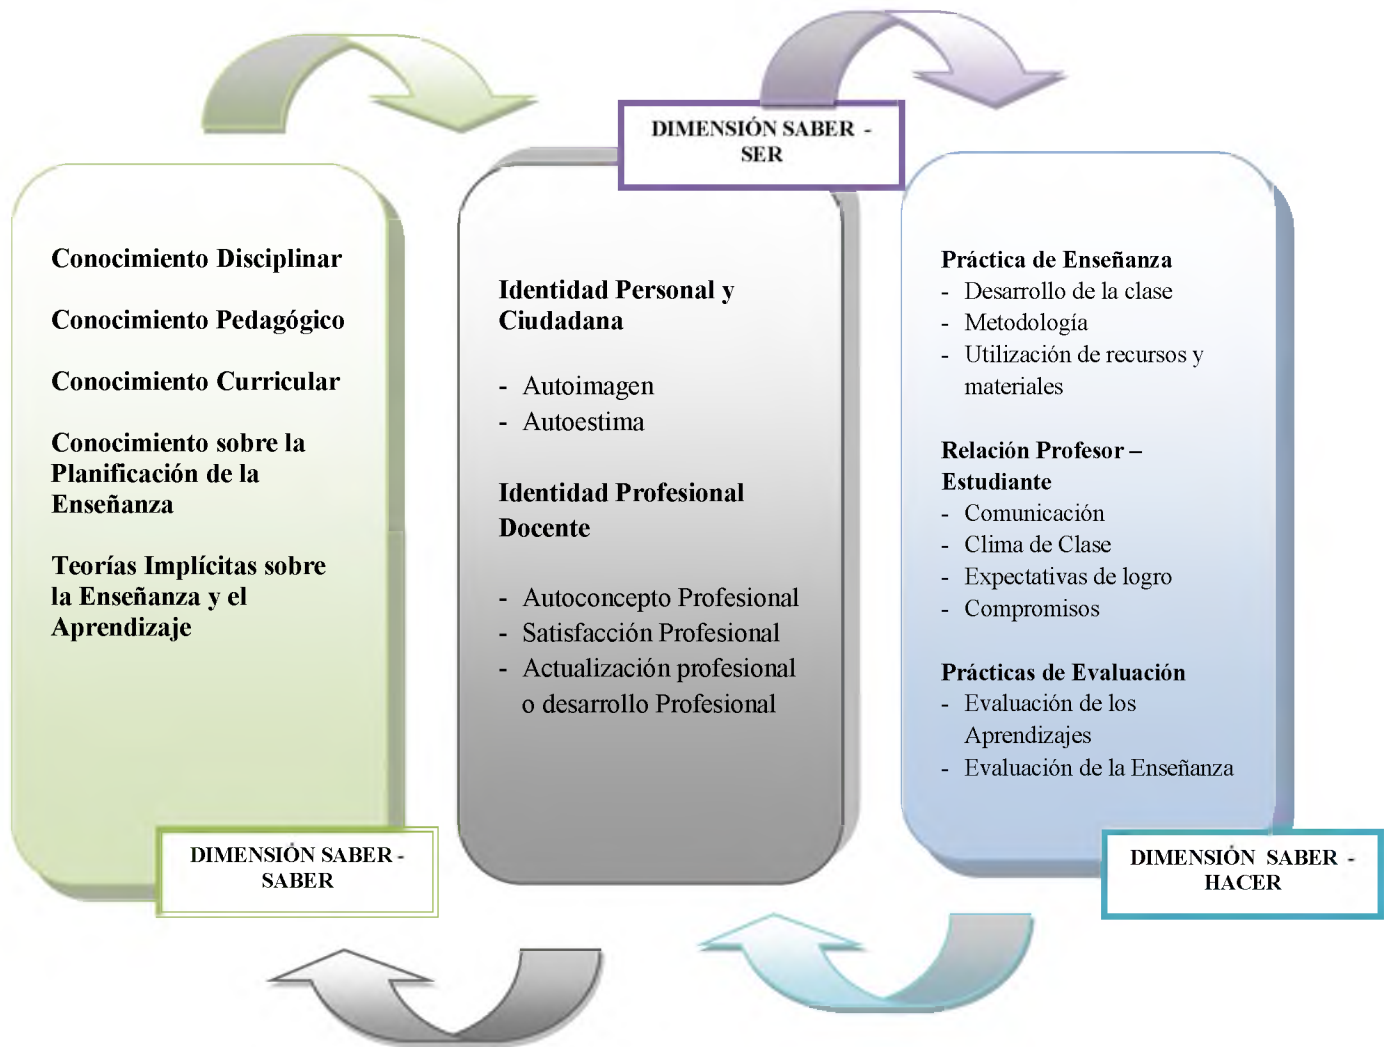 Conocimiento Disciplinar
Conocimiento Pedagógico
Conocimiento Curricular
Conocimiento sobre la
Planificación de la
Enseñanza
Teorías Implícitas sobre
la Enseñanza y el
Aprendizaje
DIMENSIÓN SABER -
SABER
DIMENSIÓN SABER -
SER
Identidad Personal y
Ciudadana
- Autoimagen
- Autoestima
Identidad Profesional
Docente
- Autoconcepto Profesional
- Satisfacción Profesional
- Actualización profesional
o desarrollo Profesional
Práctica de Enseñanza
- Desarrollo de la clase
- Metodología
- Utilización de recursos y
materiales
Relación Profesor –
Estudiante
- Comunicación
- Clima de Clase
- Expectativas de logro
- Compromisos
Prácticas de Evaluación
- Evaluación de los
Aprendizajes
- Evaluación de la Enseñanza
DIMENSIÓN SABER -
HACER